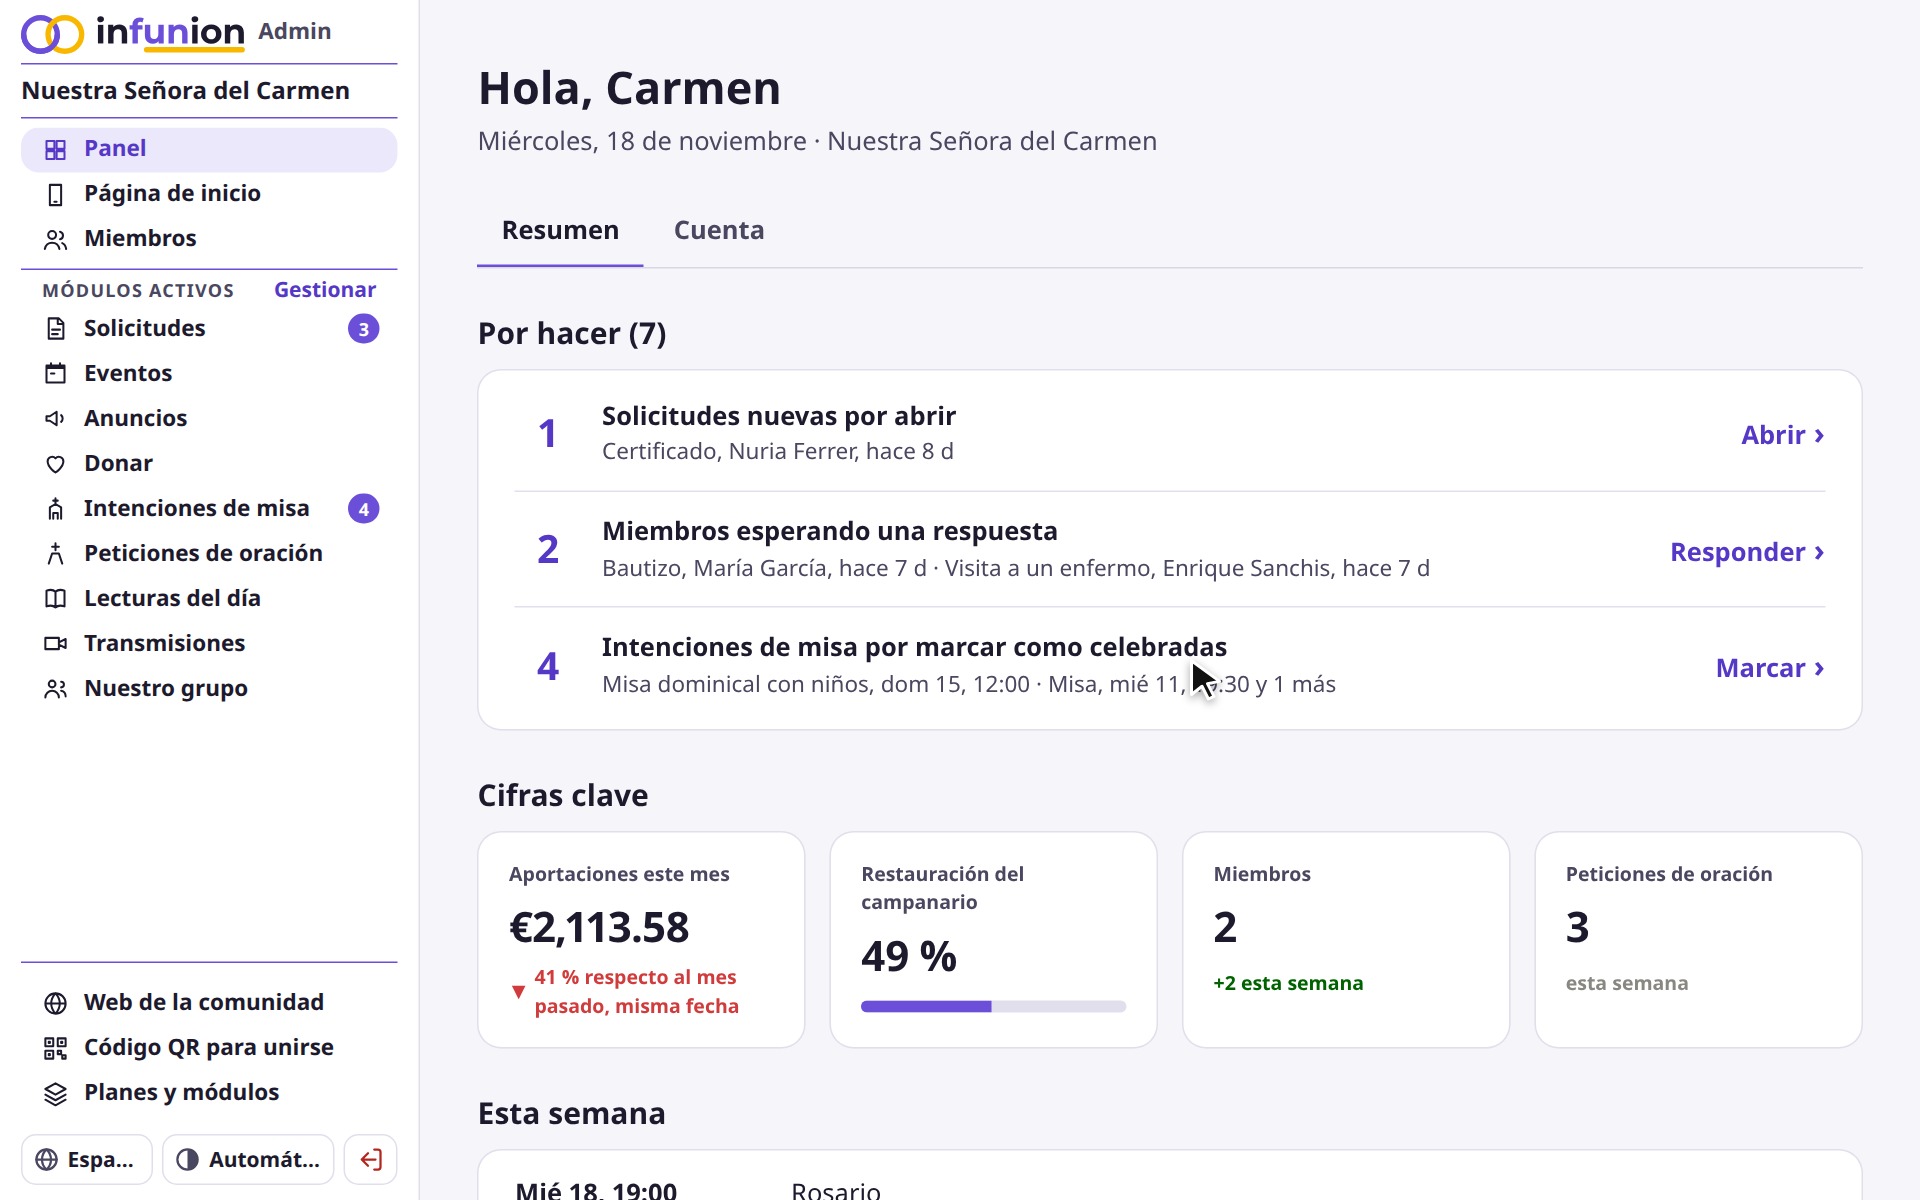 infunion Admin
Nuestra Señora del Carmen
Panel
Página de inicio
Miembros
MÓDULOS ACTIVOS Gestionar
Solicitudes 3
Eventos
Anuncios
Donar
Intenciones de misa 4
Peticiones de oración
Lecturas del día
Transmisiones
Nuestro grupo
Web de la comunidad
Código QR para unirse
Planes y módulos
Espa... Automát...
Hola, Carmen
Miércoles, 18 de noviembre · Nuestra Señora del Carmen
Resumen Cuenta
Por hacer (7)
1 Solicitudes nuevas por abrir
Certificado, Nuria Ferrer, hace 8 d
Abrir ›
2 Miembros esperando una respuesta
Bautizo, María García, hace 7 d · Visita a un enfermo, Enrique Sanchis, hace 7 d
Responder ›
4 Intenciones de misa por marcar como celebradas
Misa dominical con niños, dom 15, 12:00 · Misa, mié 11, :30 y 1 más
Marcar ›
Cifras clave
Aportaciones este mes
€2,113.58
▼ 41 % respecto al mes
pasado, misma fecha
Restauración del
campanario
49 %
Miembros
2
+2 esta semana
Peticiones de oración
3
esta semana
Esta semana
Mié 18, 19:00 Rosario